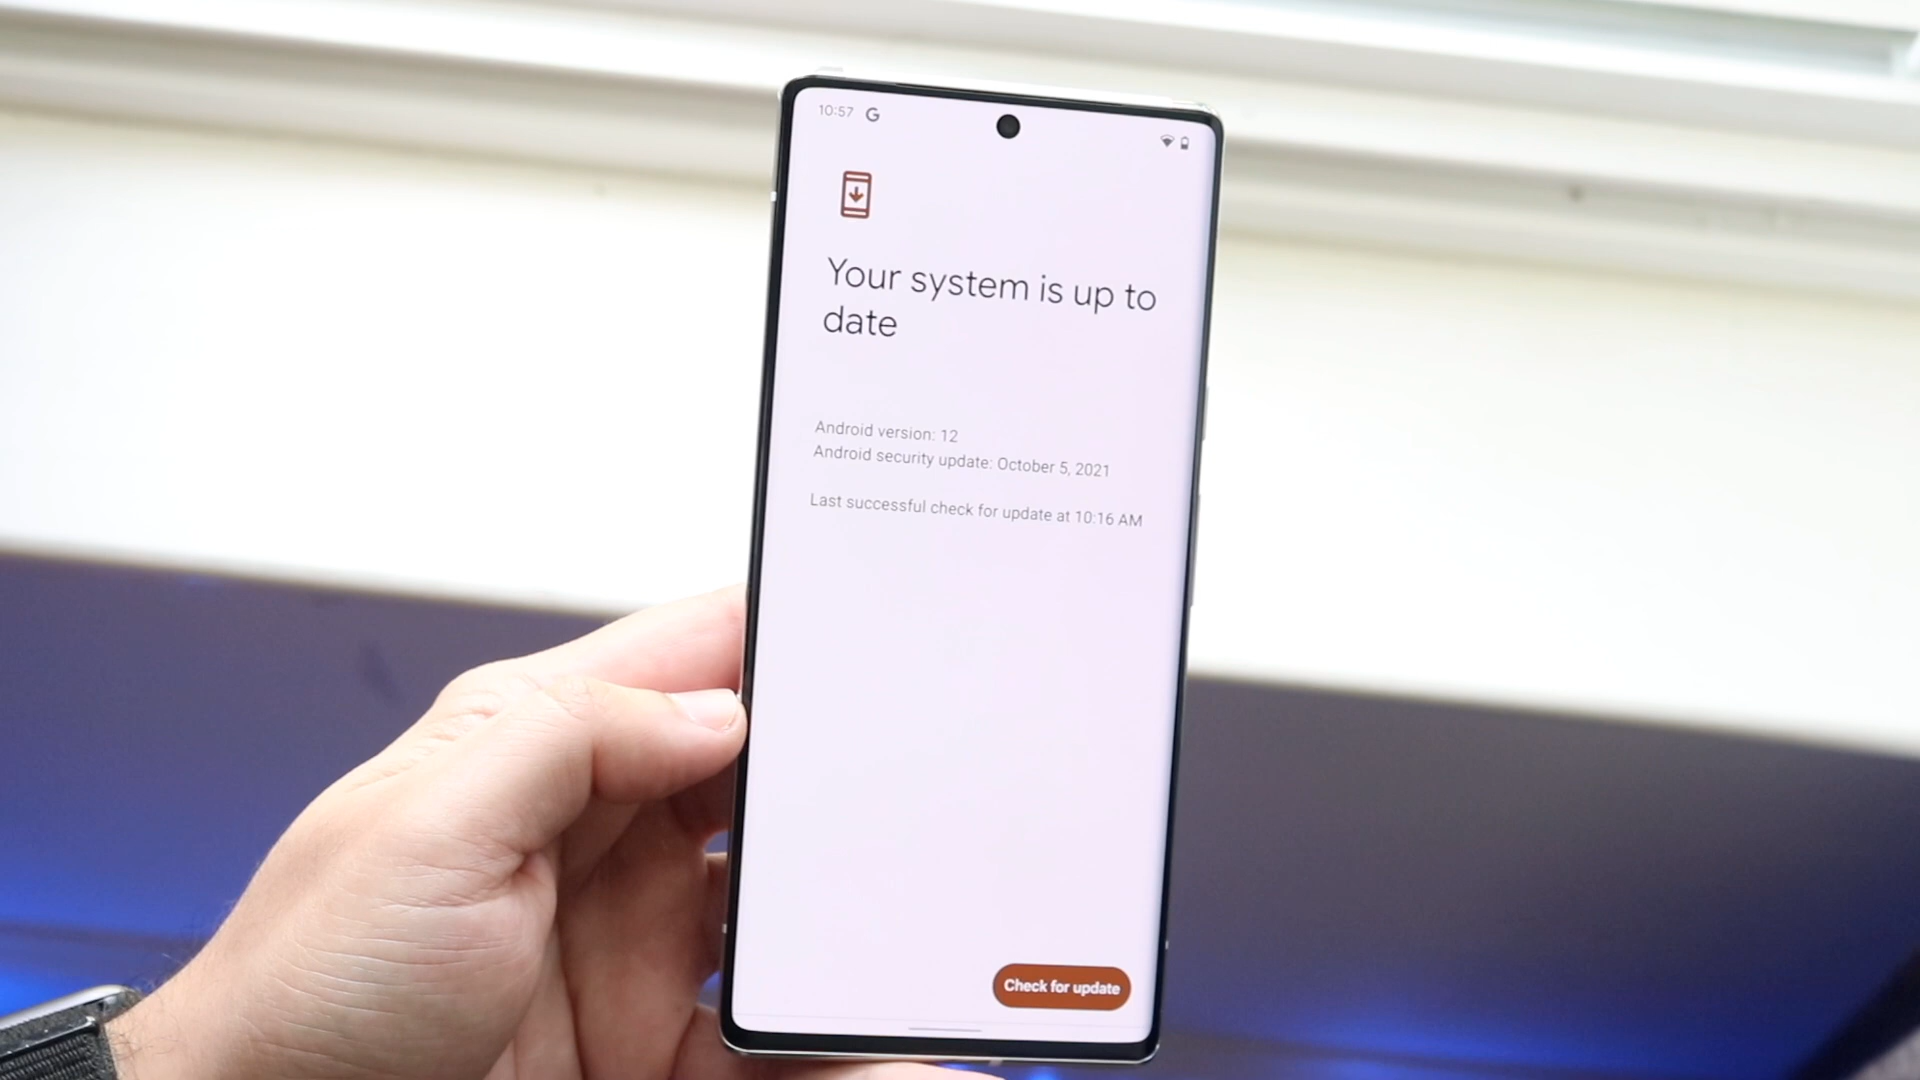 10:57 G
Your system is up to
date
Android version: 12
Android security update: October 5, 2021
Last successful check for update at 10:16 AM
Check for update